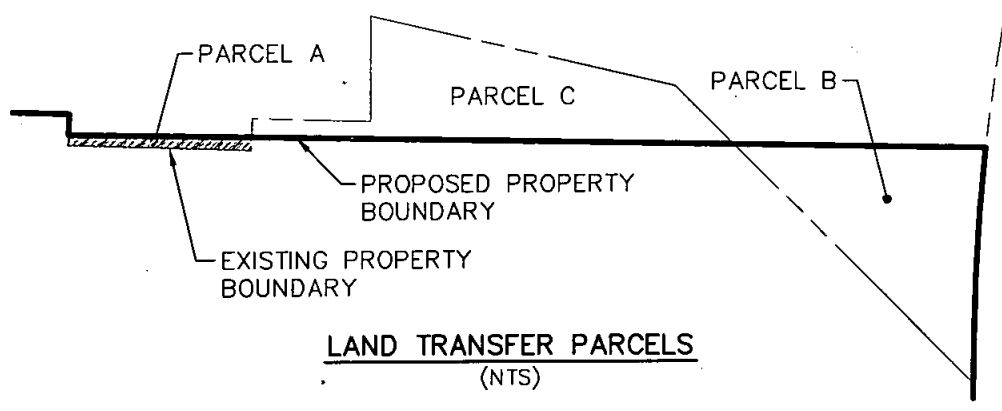 PARCEL A
PARCEL C
PARCEL B
PROPOSED PROPERTY
BOUNDARY
EXISTING PROPERTY
BOUNDARY
LAND TRANSFER PARCELS
(NTS)